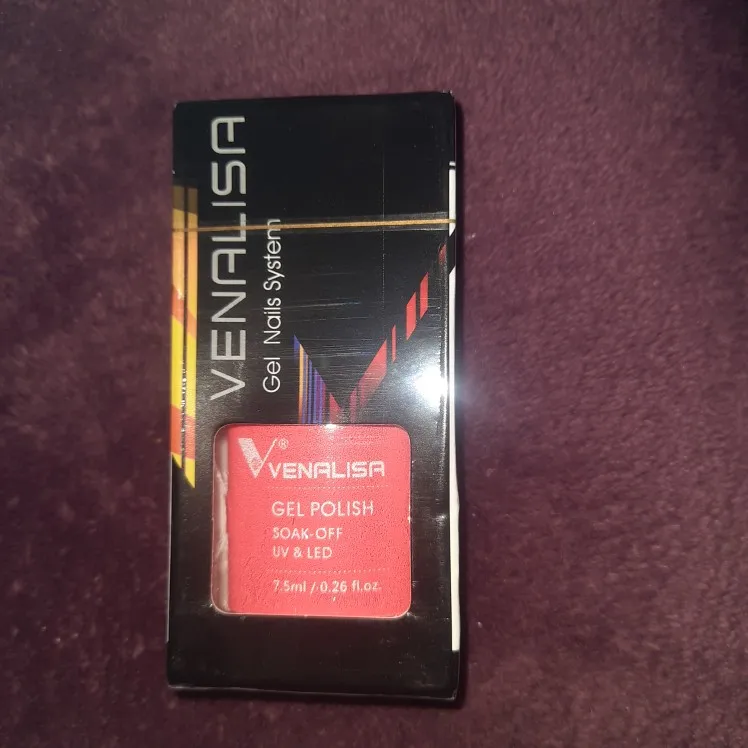 VENALISA
Gel Nails System
V®
VENALISA
GEL POLISH
SOAK-OFF
UV & LED
7.5ml / 0.26 fl.oz.